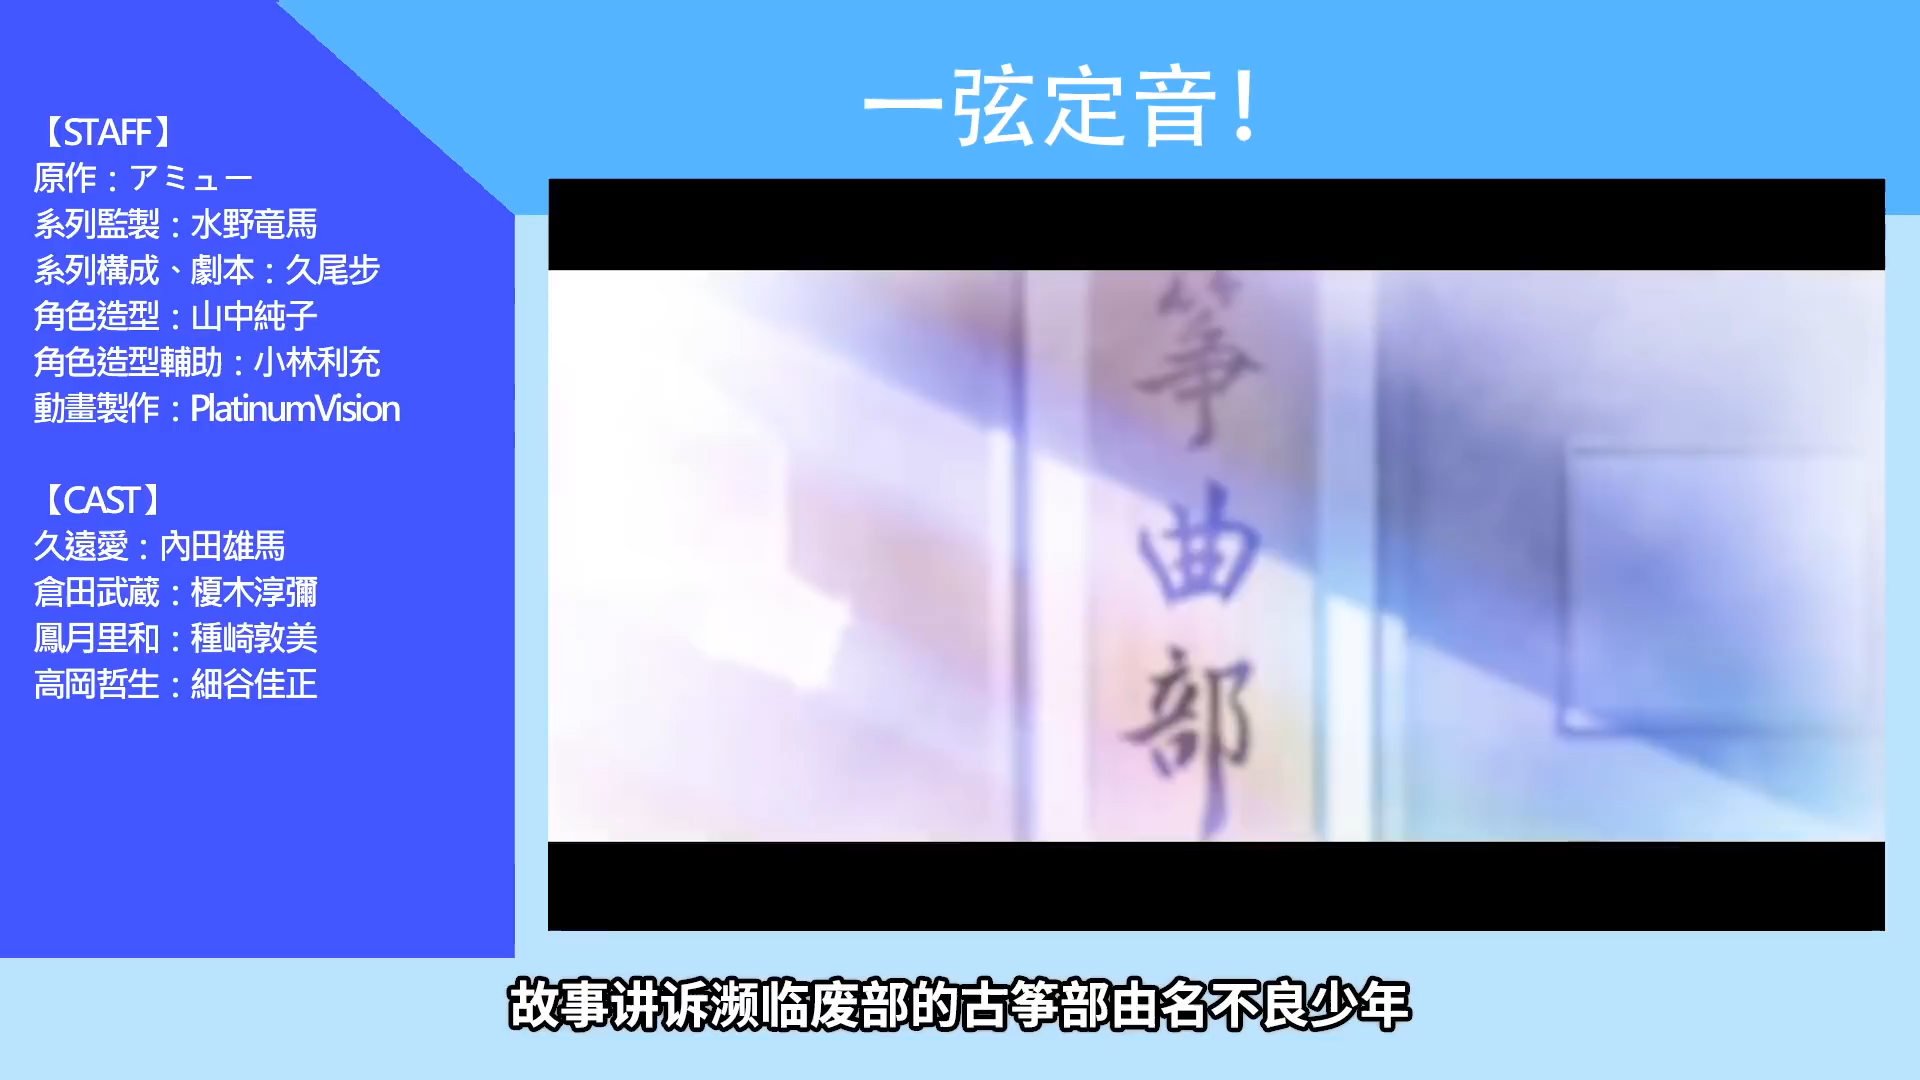 一弦定音！
【STAFF】
原作：アミュー
系列監製：水野竜馬
系列構成、劇本：久尾步
角色造型：山中純子
角色造型輔助：小林利充
動畫製作：PlatinumVision
【CAST】
久遠愛：內田雄馬
倉田武蔵：榎木淳彌
鳳月里和：種崎敦美
高岡哲生：細谷佳正
箏曲部
故事讲诉濒临废部的古筝部由名不良少年